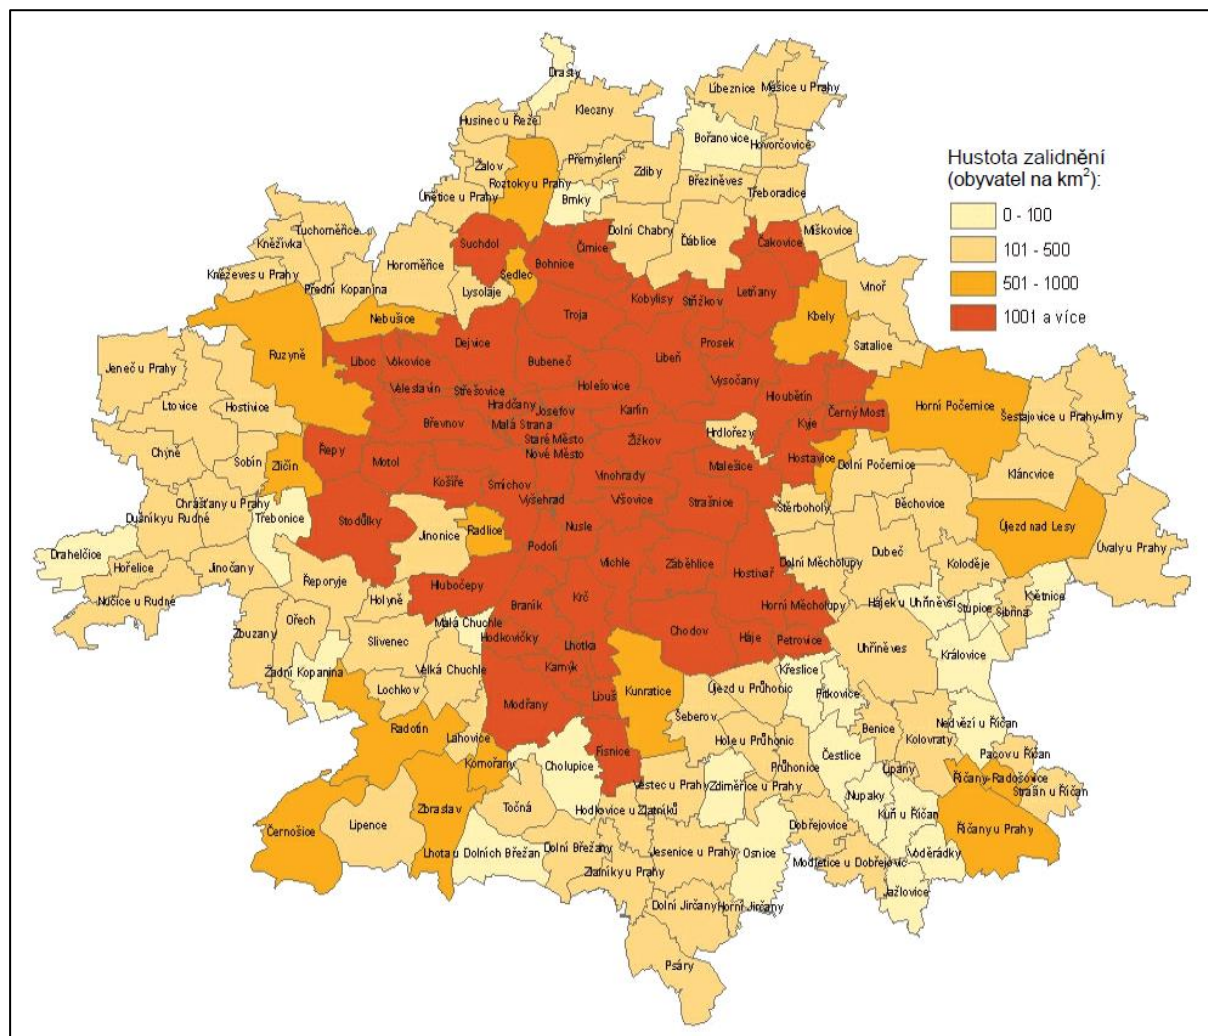 Drasty
Líbeznice
Měšice u Prahy
Klecany
Husinec u Řeže
Bořanovice
Hovorčovice
Hustota zalidnění
(obyvatel na km²):
0 - 100
101 - 500
501 - 1000
1001 a více
Přemyšlení
Zdiby
Žalov
Roztoky u Prahy
Březiněves
Třeboradice
Únětice u Prahy
Brnky
Dolní Chabry
Ďáblice
Miškovice
Tuchoměřice
Kněžívka
Suchdol
Čimice
Čakovice
Horoměřice
Bohnice
Sedlec
Kněževes u Prahy
Přední Kopanina
Lysolaje
Kobylisy
Střížkov
Letňany
Vinoř
Troja
Kbely
Nebušice
Dejvice
Prosek
Satalice
Ruzyně
Liboc
Vokovice
Bubeneč
Libeň
Jeneč u Prahy
Vysočany
Veleslavín
Střešovice
Holešovice
Hloubětín
Litovice
Hostivice
Hradčany
Josefov
Karlín
Černý Most
Horní Počernice
Šestajovice u Prahy
Jirny
Břevnov
Malá Strana
Kyje
Staré Město
Žižkov
Hrdlořezy
Chýně
Sobín
Zličín
Řepy
Motol
Nové Město
Hostavice
Dolní Počernice
Malešice
Klánovice
Košíře
Smíchov
Vinohrady
Chrášťany u Prahy
Vyšehrad
Vršovice
Strašnice
Štěrboholy
Běchovice
Dušníky u Rudné
Třebonice
Stodůlky
Jinonice
Radlice
Nusle
Újezd nad Lesy
Podolí
Úvaly u Prahy
Drahelčice
Hořelice
Jinočany
Řeporyje
Hlubočepy
Michle
Záběhlice
Hostivař
Dolní Měcholupy
Dubeč
Koloděje
Nučice u Rudné
Holyně
Braník
Krč
Horní Měcholupy
Hájek u Uhříněvsi
Stupice
Sibřina
Květnice
Zbuzany
Ořech
Malá Chuchle
Hodkovičky
Chodov
Háje
Petrovice
Slivenec
Lhotka
Uhříněves
Královice
Zadní Kopanina
Velká Chuchle
Kamýk
Křeslice
Lochkov
Libuš
Kunratice
Újezd u Průhonic
Pitkovice
Modřany
Šeberov
Nedvězí u Říčan
Radotín
Lahovice
Písnice
Hole u Průhonic
Čestlice
Benice
Kolovraty
Komořany
Cholupice
Průhonice
Pacov u Říčan
Lipany
Vestec u Prahy
Zdiměřice u Prahy
Říčany-Radošovice
Strašín u Říčan
Zbraslav
Točná
Hodkovice u Zlatníků
Nupaky
Kuří u Říčan
Černošice
Lipence
Dobřejovice
Říčany u Prahy
Lhota u Dolních Břežan
Dolní Břežany
Jesenice u Prahy
Osnice
Modletice u Dobřejovic
Voděrádky
Zlatníky u Prahy
Jažlovice
Dolní Jirčany
Horní Jirčany
Psáry